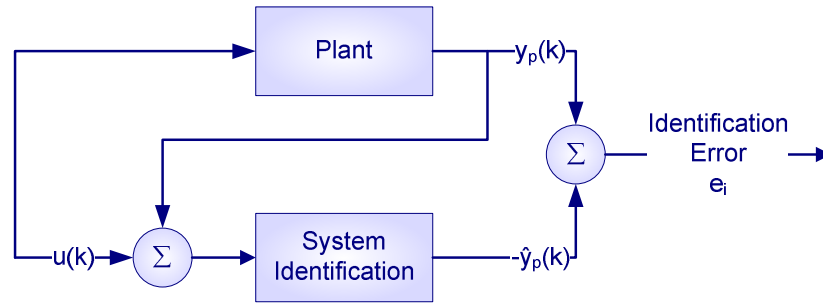 Plant
yₚ(k)
Σ
Identification
Error
eᵢ
u(k)
Σ
System
Identification
-ŷₚ(k)